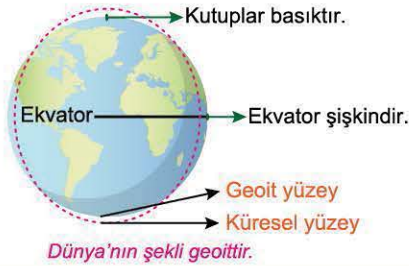 Kutuplar basıktır.
Ekvator
Ekvator şişkindir.
Geoit yüzey
Küresel yüzey
Dünya'nın şekli geoittir.